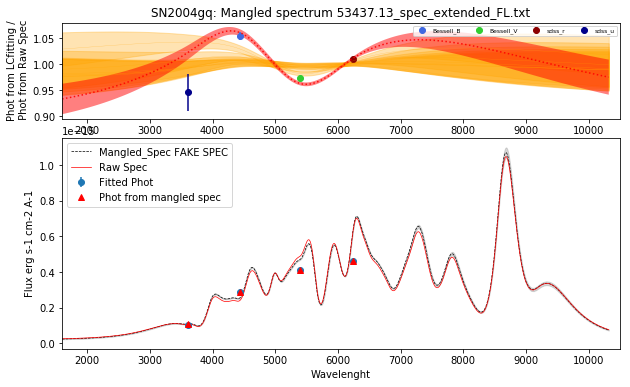 SN2004gq: Mangled spectrum 53437.13_spec_extended_FL.txt
Phot from LCfitting /
Phot from Raw Spec
1.05
1.00
0.95
0.90
Bessell_B
Bessell_V
sdss_r
sdss_u
2000 3000 4000 5000 6000 7000 8000 9000 10000
1e−15
Flux erg s-1 cm-2 A-1
1.0
0.8
0.6
0.4
0.2
0.0
Mangled_Spec FAKE SPEC
Raw Spec
Fitted Phot
Phot from mangled spec
2000 3000 4000 5000 6000 7000 8000 9000 10000
Wavelenght